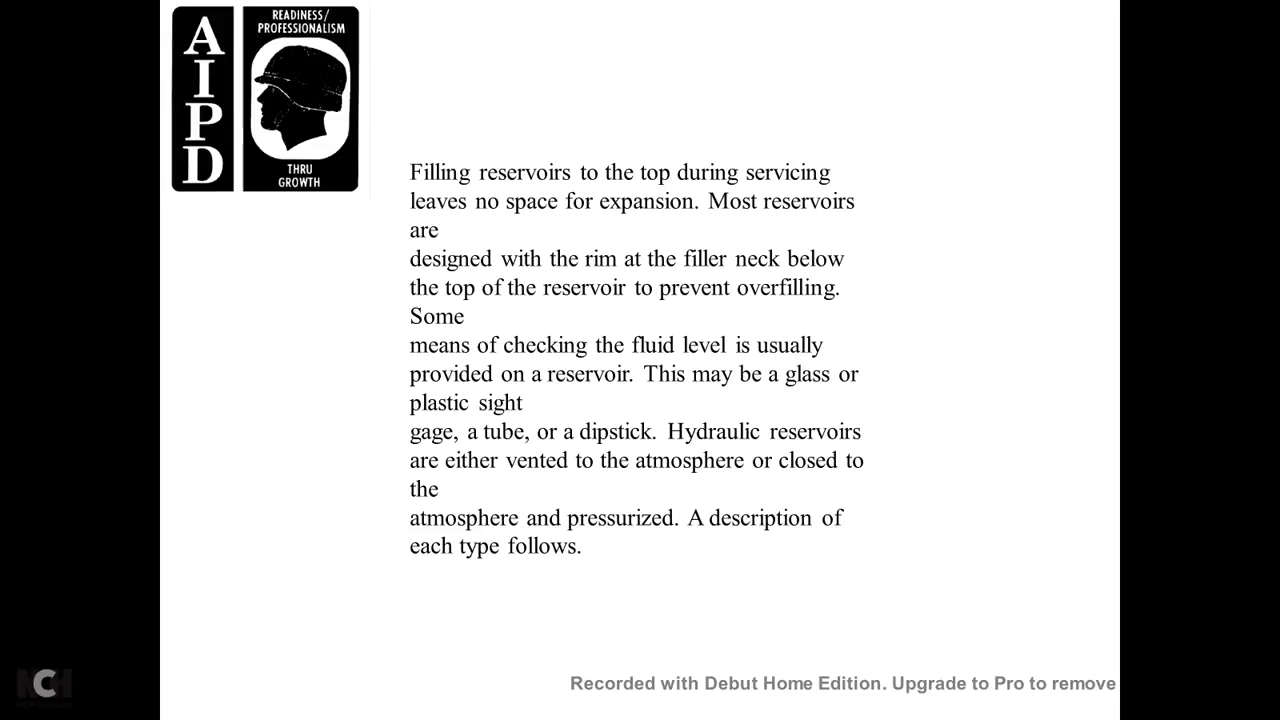 A
I
P
D
READINESS/
PROFESSIONALISM
THRU
GROWTH
Filling reservoirs to the top during servicing
leaves no space for expansion. Most reservoirs
are
designed with the rim at the filler neck below
the top of the reservoir to prevent overfilling.
Some
means of checking the fluid level is usually
provided on a reservoir. This may be a glass or
plastic sight
gage, a tube, or a dipstick. Hydraulic reservoirs
are either vented to the atmosphere or closed to
the
atmosphere and pressurized. A description of
each type follows.
NCH
Recorded with Debut Home Edition. Upgrade to Pro to remove